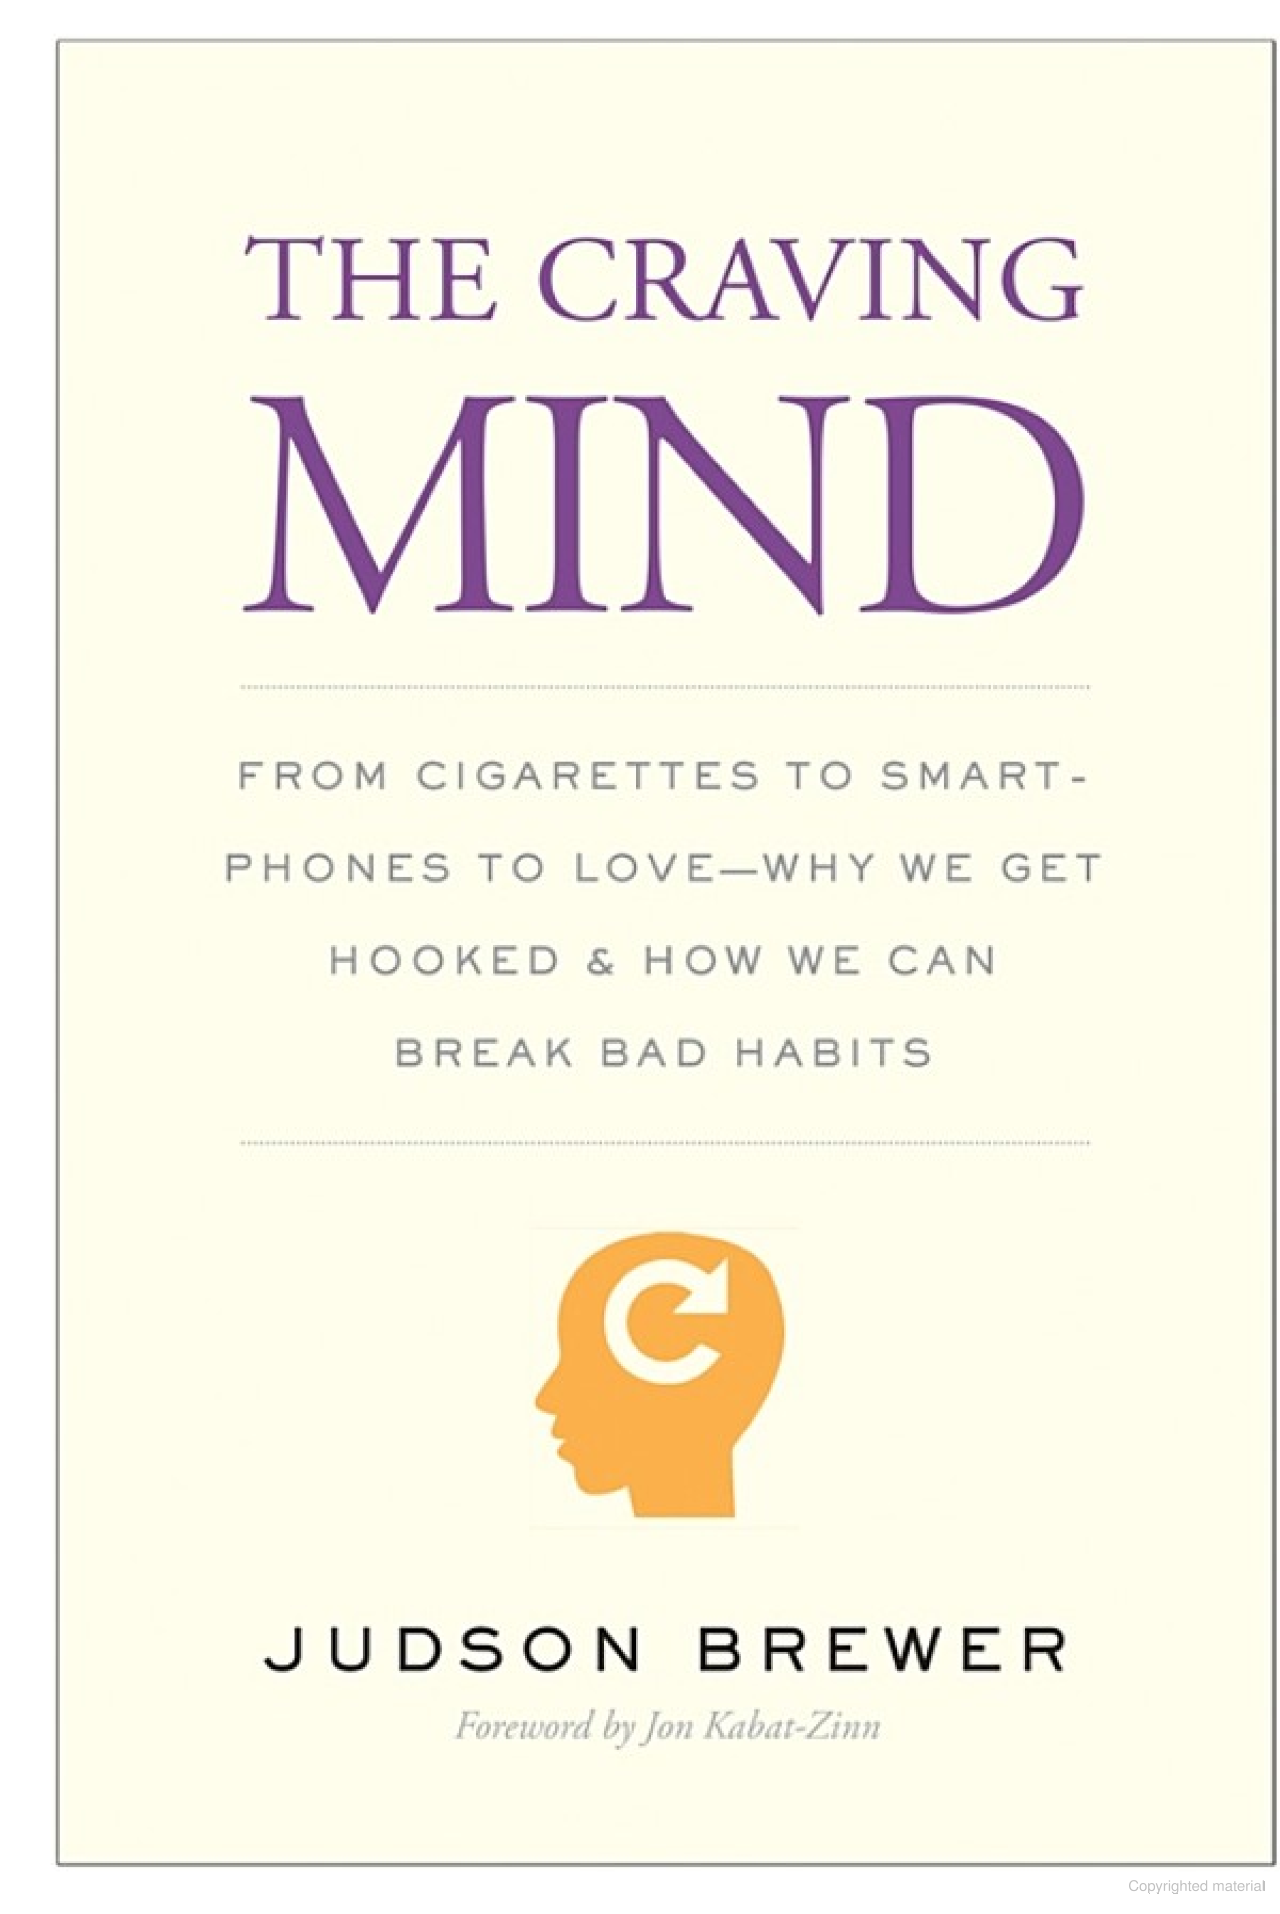 THE CRAVING
MIND
FROM CIGARETTES TO SMART-
PHONES TO LOVE—WHY WE GET
HOOKED & HOW WE CAN
BREAK BAD HABITS
JUDSON BREWER
Foreword by Jon Kabat-Zinn
Copyrighted material